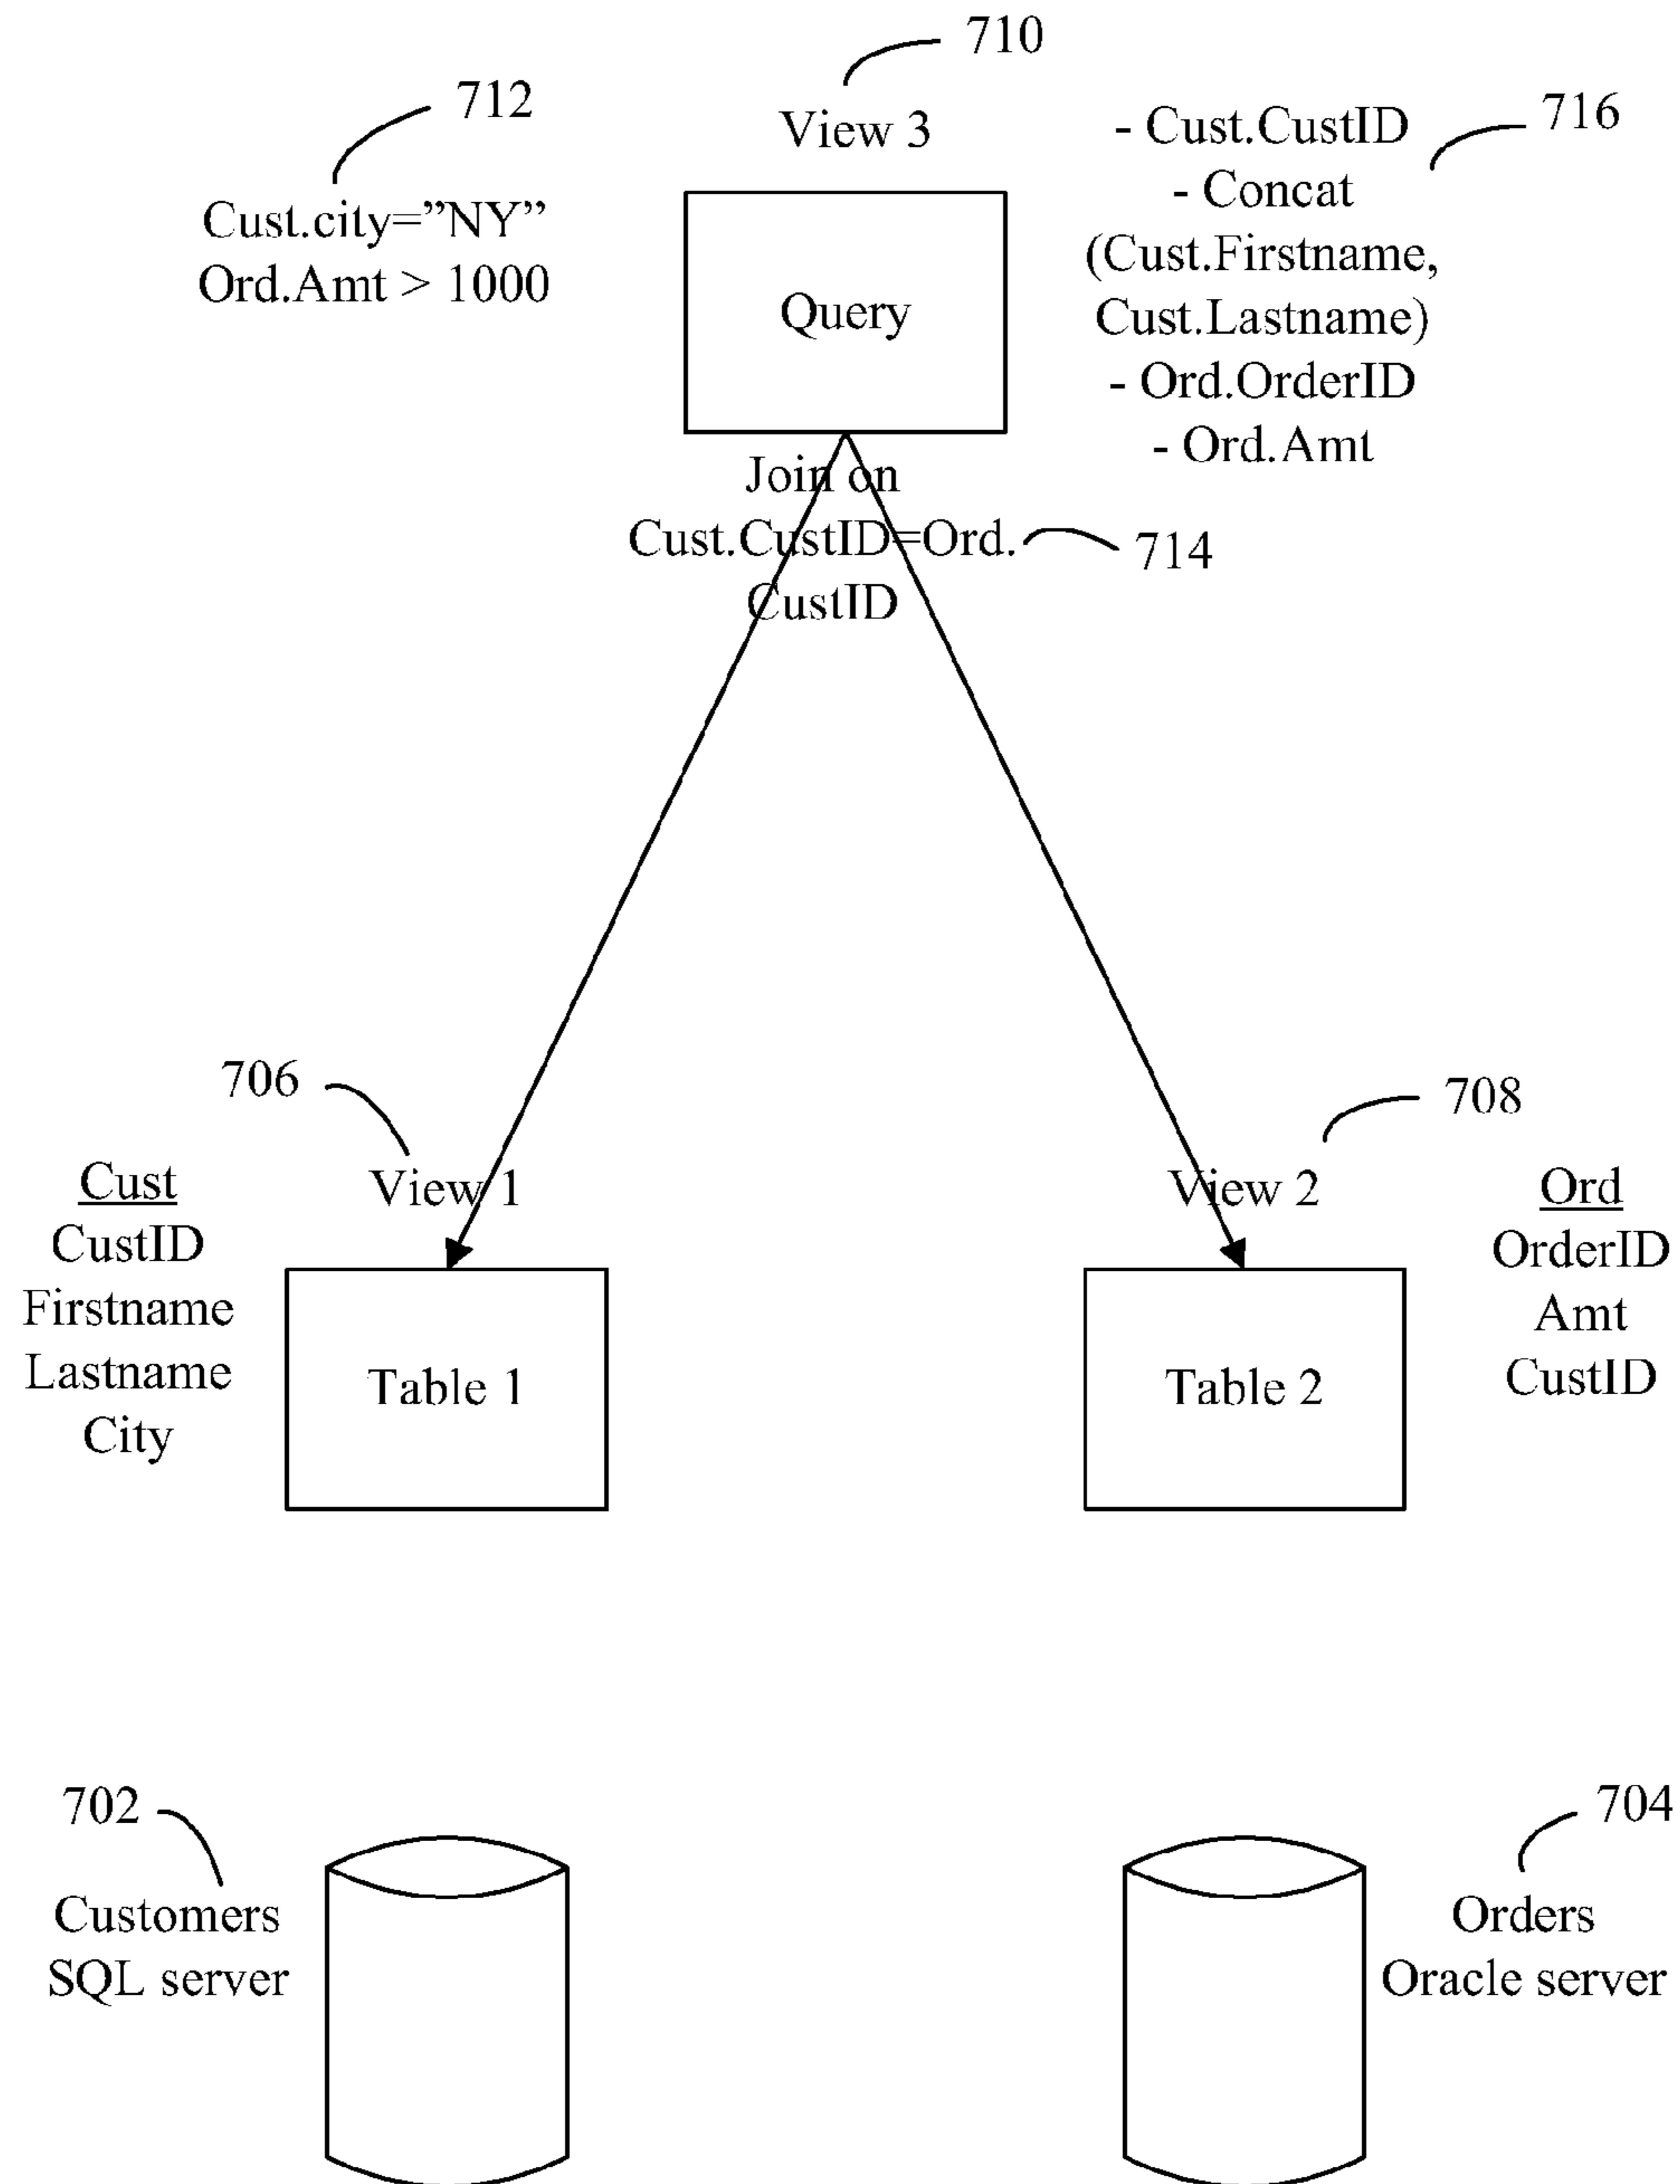 710
712
View 3
- Cust.CustID
716
- Concat
(Cust.Firstname,
Cust.Lastname)
- Ord.OrderID
- Ord.Amt
Cust.city=”NY”
Ord.Amt > 1000
Query
Join on
Cust.CustID=Ord.
CustID
714
706
708
Cust
CustID
Firstname
Lastname
City
View 1
Table 1
View 2
Table 2
Ord
OrderID
Amt
CustID
702
Customers
SQL server
704
Orders
Oracle server